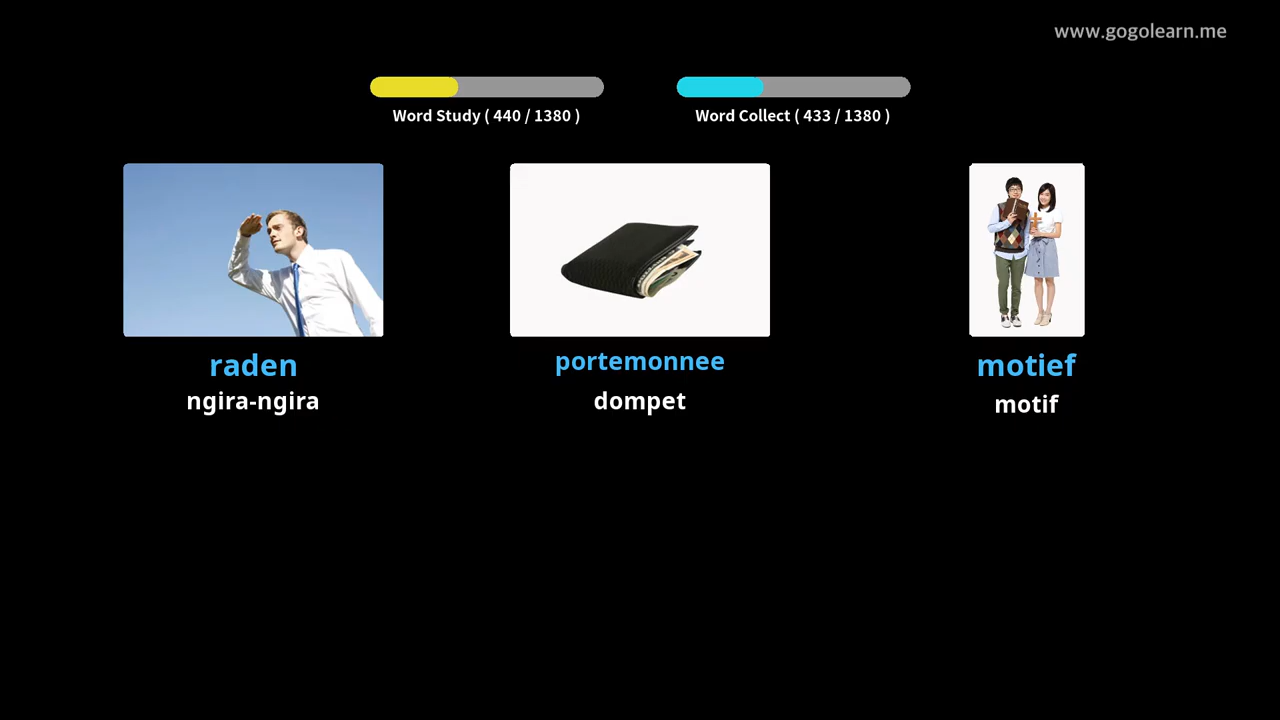 www.gogolearn.me
Word Study ( 440 / 1380 )
Word Collect ( 433 / 1380 )
raden
ngira-ngira
portemonnee
dompet
motief
motif